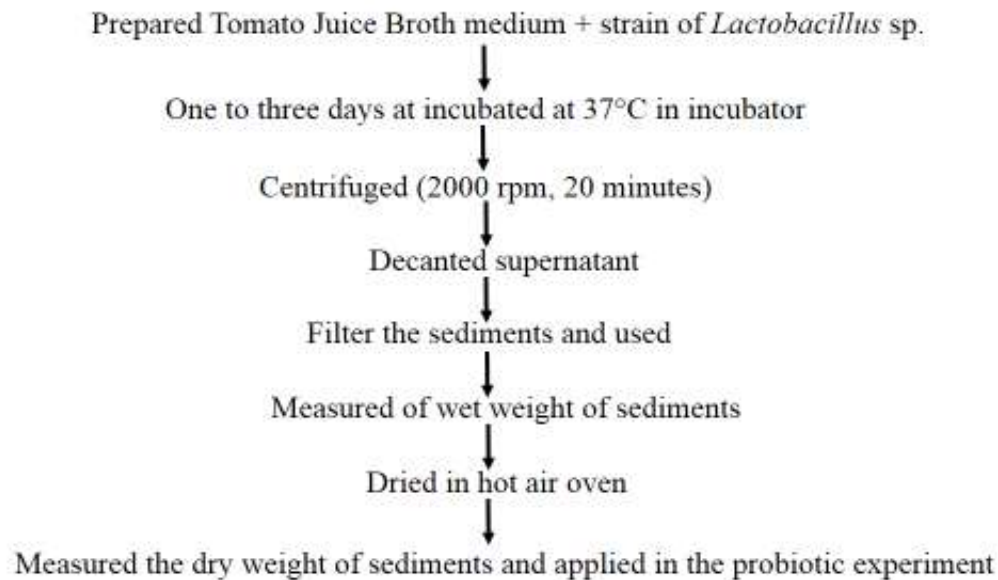 Prepared Tomato Juice Broth medium + strain of Lactobacillus sp.
One to three days at incubated at 37°C in incubator
Centrifuged (2000 rpm, 20 minutes)
Decanted supernatant
Filter the sediments and used
Measured of wet weight of sediments
Dried in hot air oven
Measured the dry weight of sediments and applied in the probiotic experiment